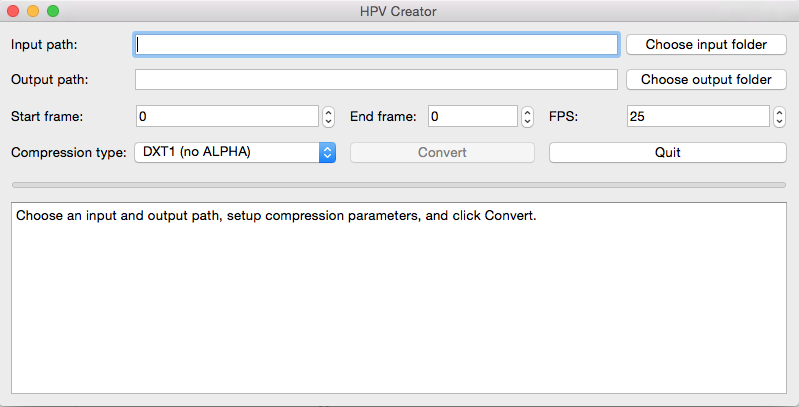 HPV Creator
Input path: Choose input folder
Output path: Choose output folder
Start frame: 0 End frame: 0 FPS: 25
Compression type: DXT1 (no ALPHA) Convert Quit
Choose an input and output path, setup compression parameters, and click Convert.